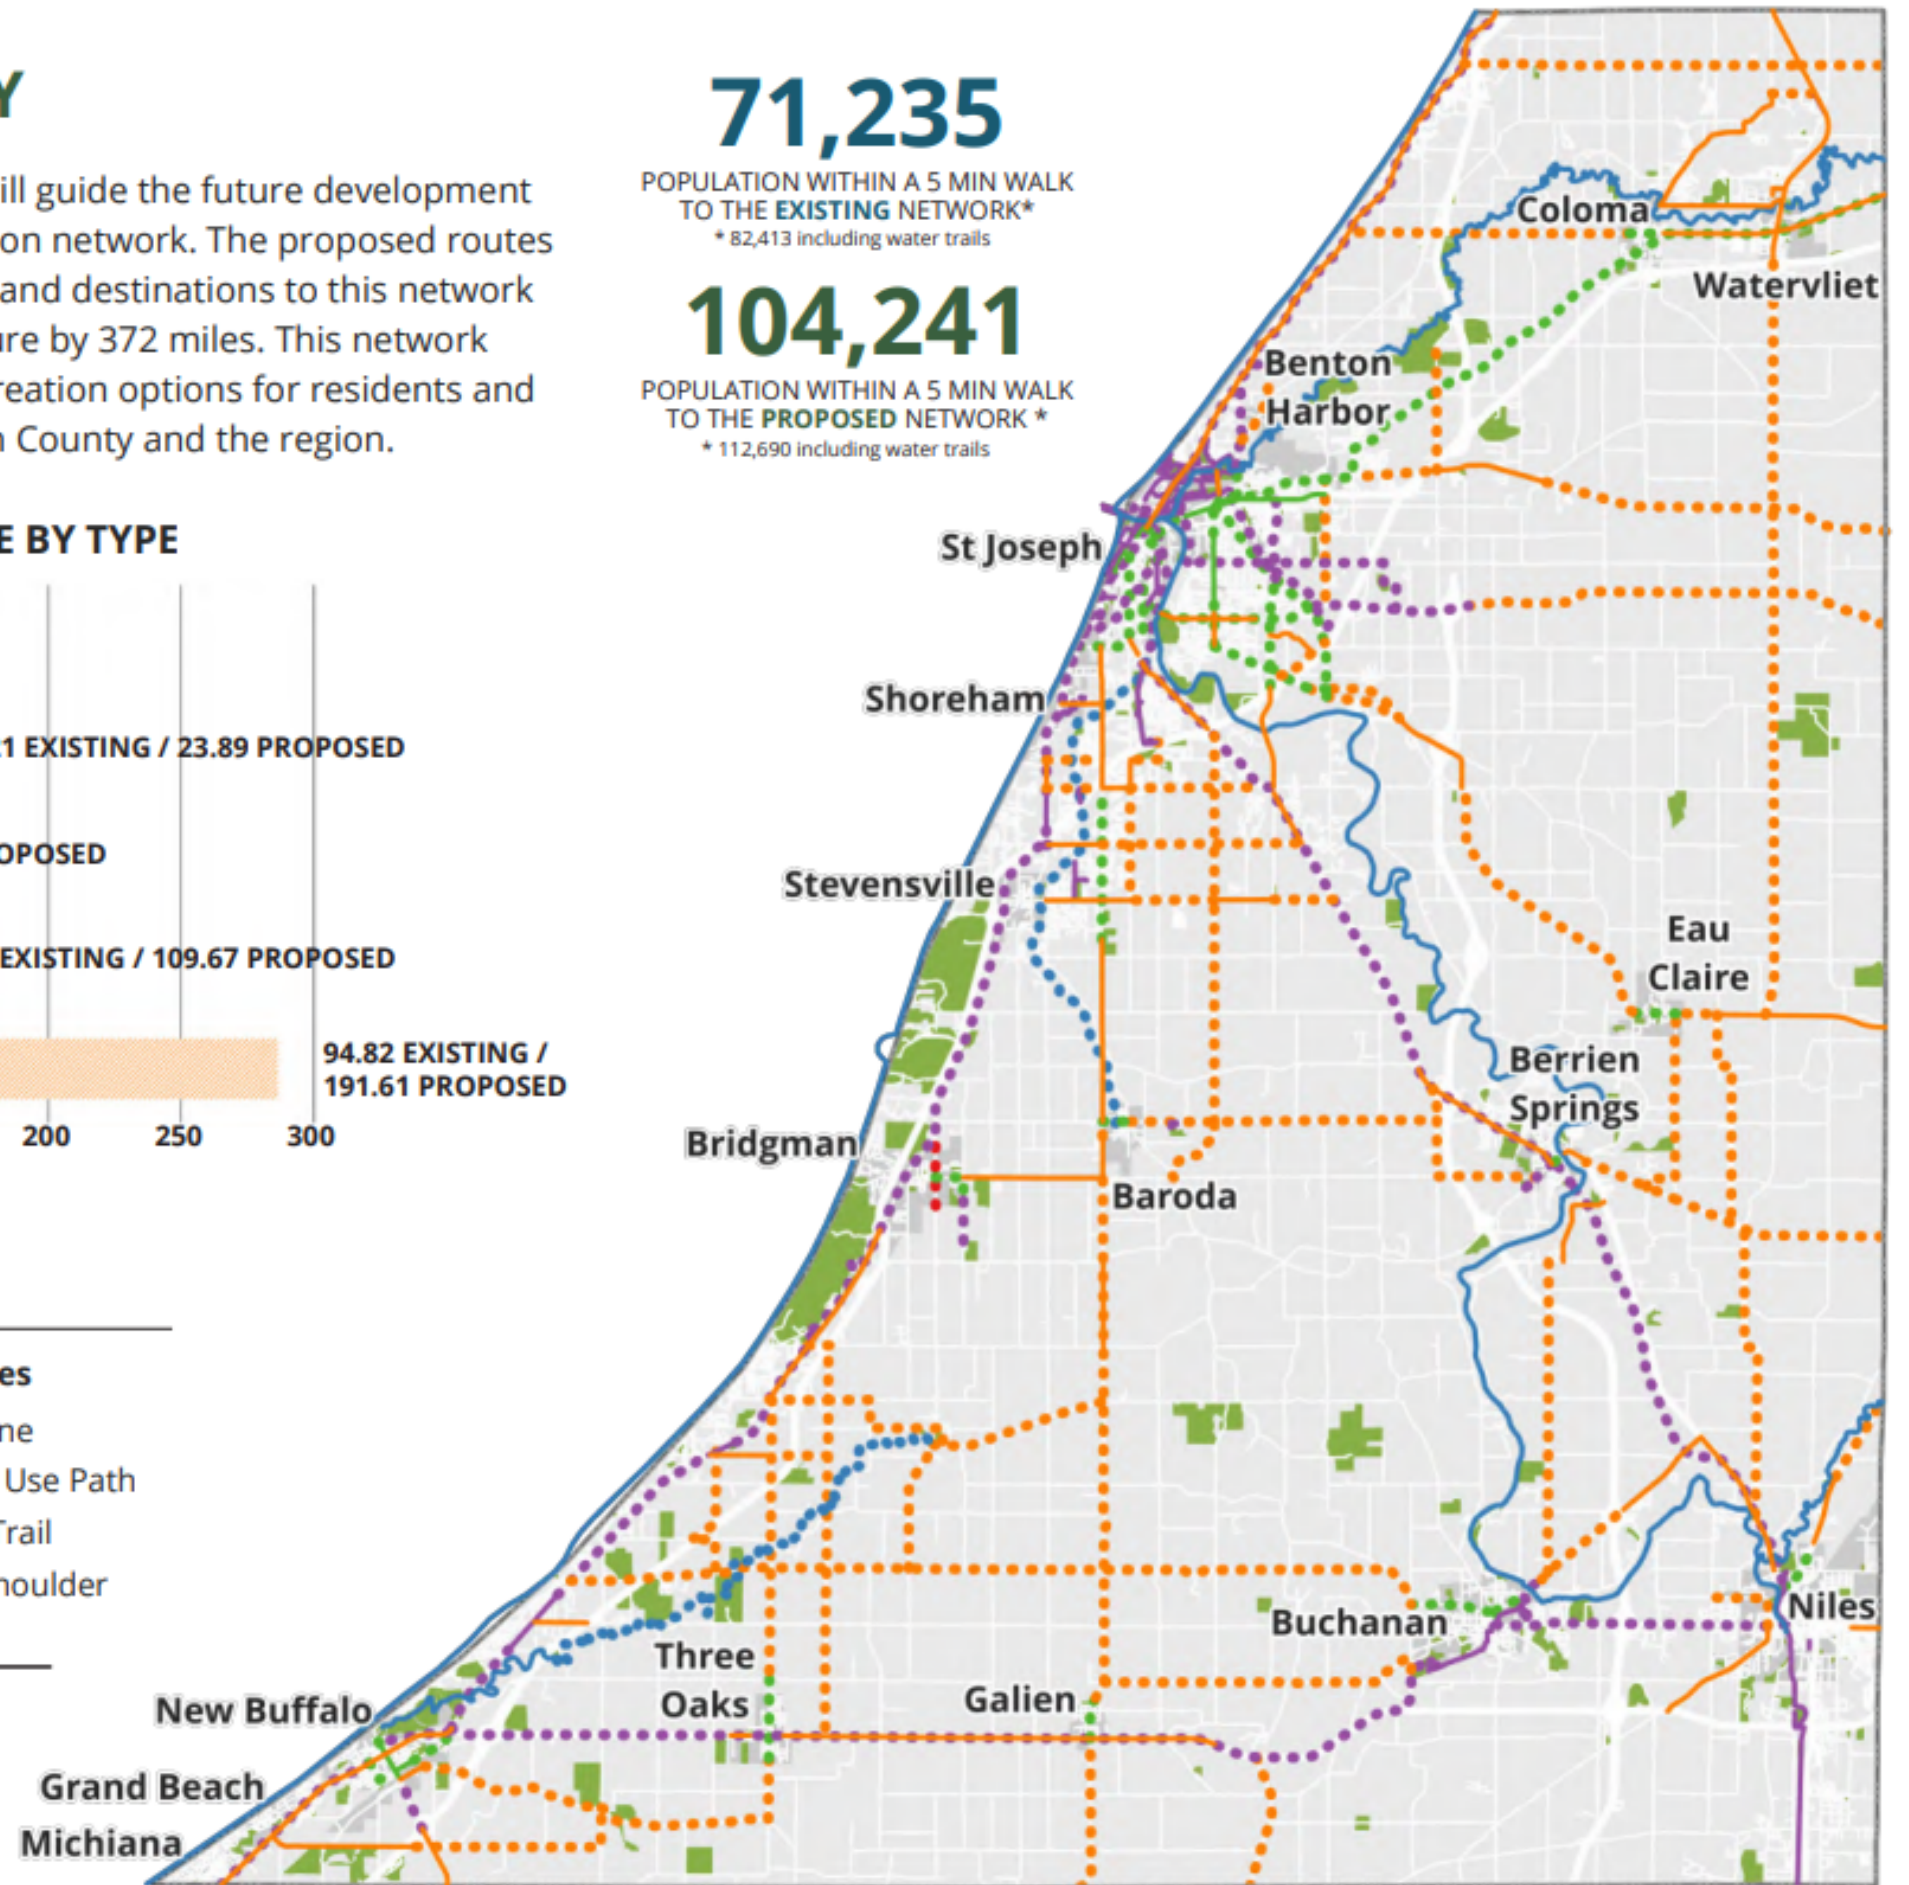 Y
ill guide the future development
on network. The proposed routes
and destinations to this network
ure by 372 miles. This network
reation options for residents and
n County and the region.
71,235
POPULATION WITHIN A 5 MIN WALK
TO THE EXISTING NETWORK*
* 82,413 including water trails
104,241
POPULATION WITHIN A 5 MIN WALK
TO THE PROPOSED NETWORK *
* 112,690 including water trails
E BY TYPE
1 EXISTING / 23.89 PROPOSED
OPOSED
EXISTING / 109.67 PROPOSED
94.82 EXISTING /
191.61 PROPOSED
200 250 300
es
ne
Use Path
Trail
houlder
Coloma
Watervliet
Benton
Harbor
St Joseph
Shoreham
Stevensville
Eau
Claire
Berrien
Springs
Bridgman
Baroda
Buchanan
Niles
Three
Oaks
Galien
New Buffalo
Grand Beach
Michiana